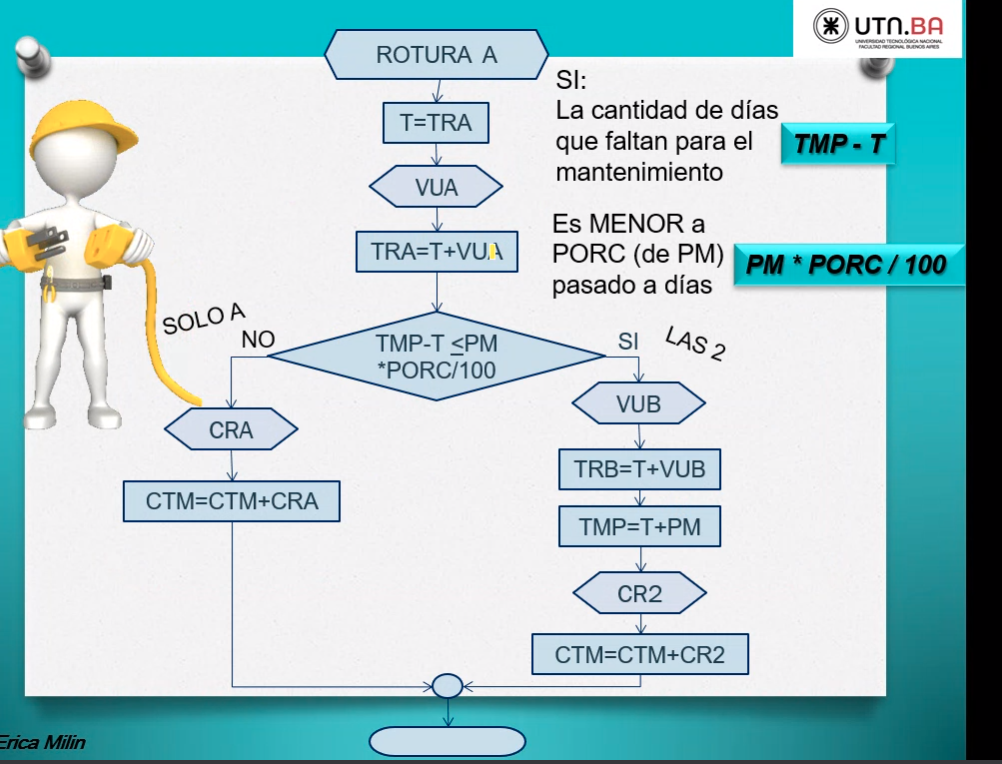 UTN.BA
UNIVERSIDAD TECNOLÓGICA NACIONAL
FACULTAD REGIONAL BUENOS AIRES
ROTURA A
T=TRA
VUA
TRA=T+VUA
SI:
La cantidad de días
que faltan para el
mantenimiento
TMP - T
Es MENOR a
PORC (de PM)
pasado a días
PM * PORC / 100
SOLO A
NO
TMP-T ≤PM
*PORC/100
SI
LAS 2
CRA
CTM=CTM+CRA
VUB
TRB=T+VUB
TMP=T+PM
CR2
CTM=CTM+CR2
Erica Milin